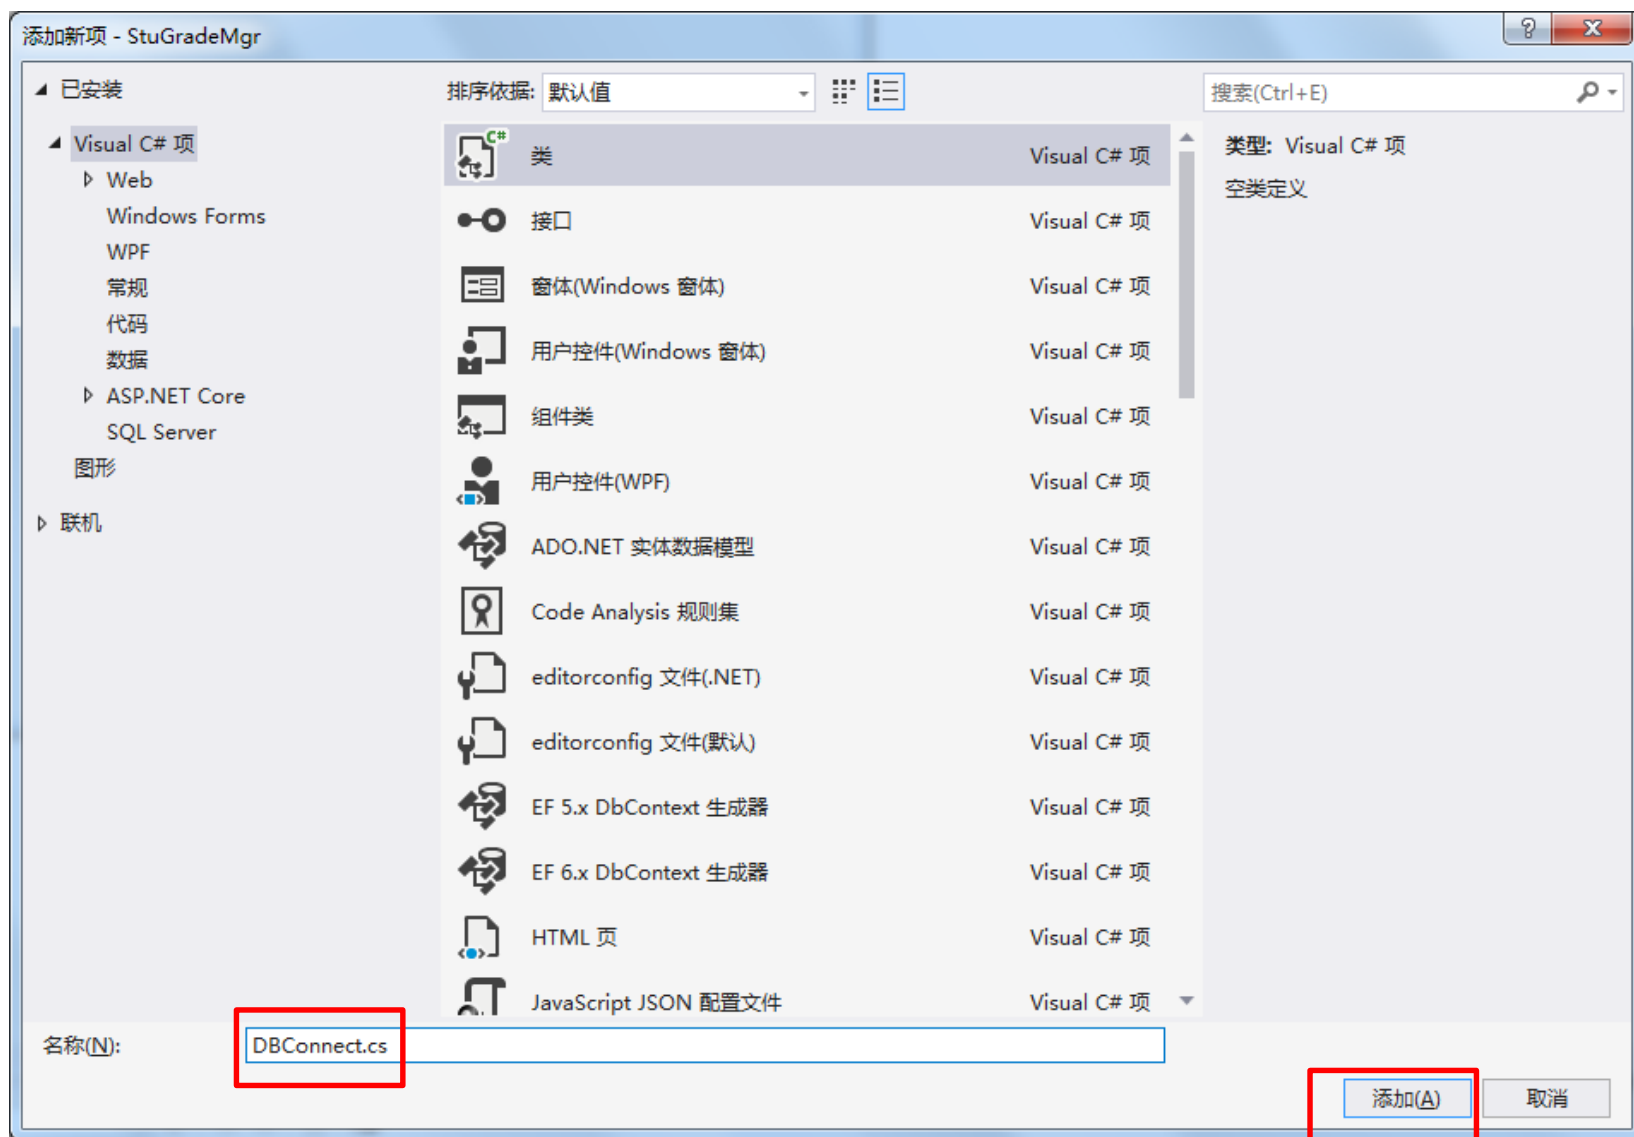 添加新项 - StuGradeMgr
?
已安装
排序依据: 默认值
搜索(Ctrl+E)
Visual C# 项
Web
Windows Forms
WPF
常规
代码
数据
ASP.NET Core
SQL Server
图形
联机
C#
类 Visual C# 项
接口 Visual C# 项
窗体(Windows 窗体) Visual C# 项
用户控件(Windows 窗体) Visual C# 项
组件类 Visual C# 项
用户控件(WPF) Visual C# 项
ADO.NET 实体数据模型 Visual C# 项
Code Analysis 规则集 Visual C# 项
editorconfig 文件(.NET) Visual C# 项
editorconfig 文件(默认) Visual C# 项
EF 5.x DbContext 生成器 Visual C# 项
EF 6.x DbContext 生成器 Visual C# 项
HTML 页 Visual C# 项
JavaScript JSON 配置文件 Visual C# 项
类型: Visual C# 项
空类定义
名称(N): DBConnect.cs
添加(A) 取消